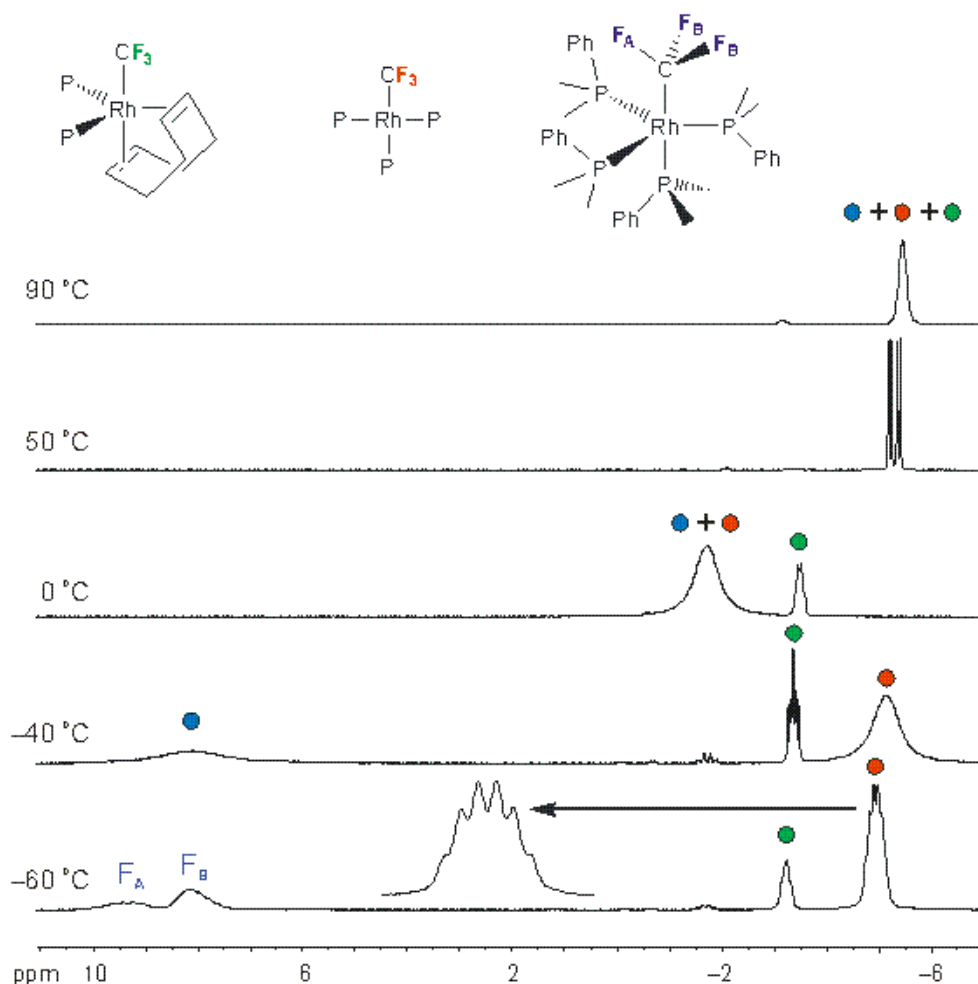 CF3
P
Rh
P
CF3
P Rh P
P
FA FB FB
Ph
C
P
Rh P
Ph
Ph
P
P
Ph
+ +
90 °C
50 °C
+
0 °C
–40 °C
FA FB
–60 °C
ppm 10 6 2 –2 –6